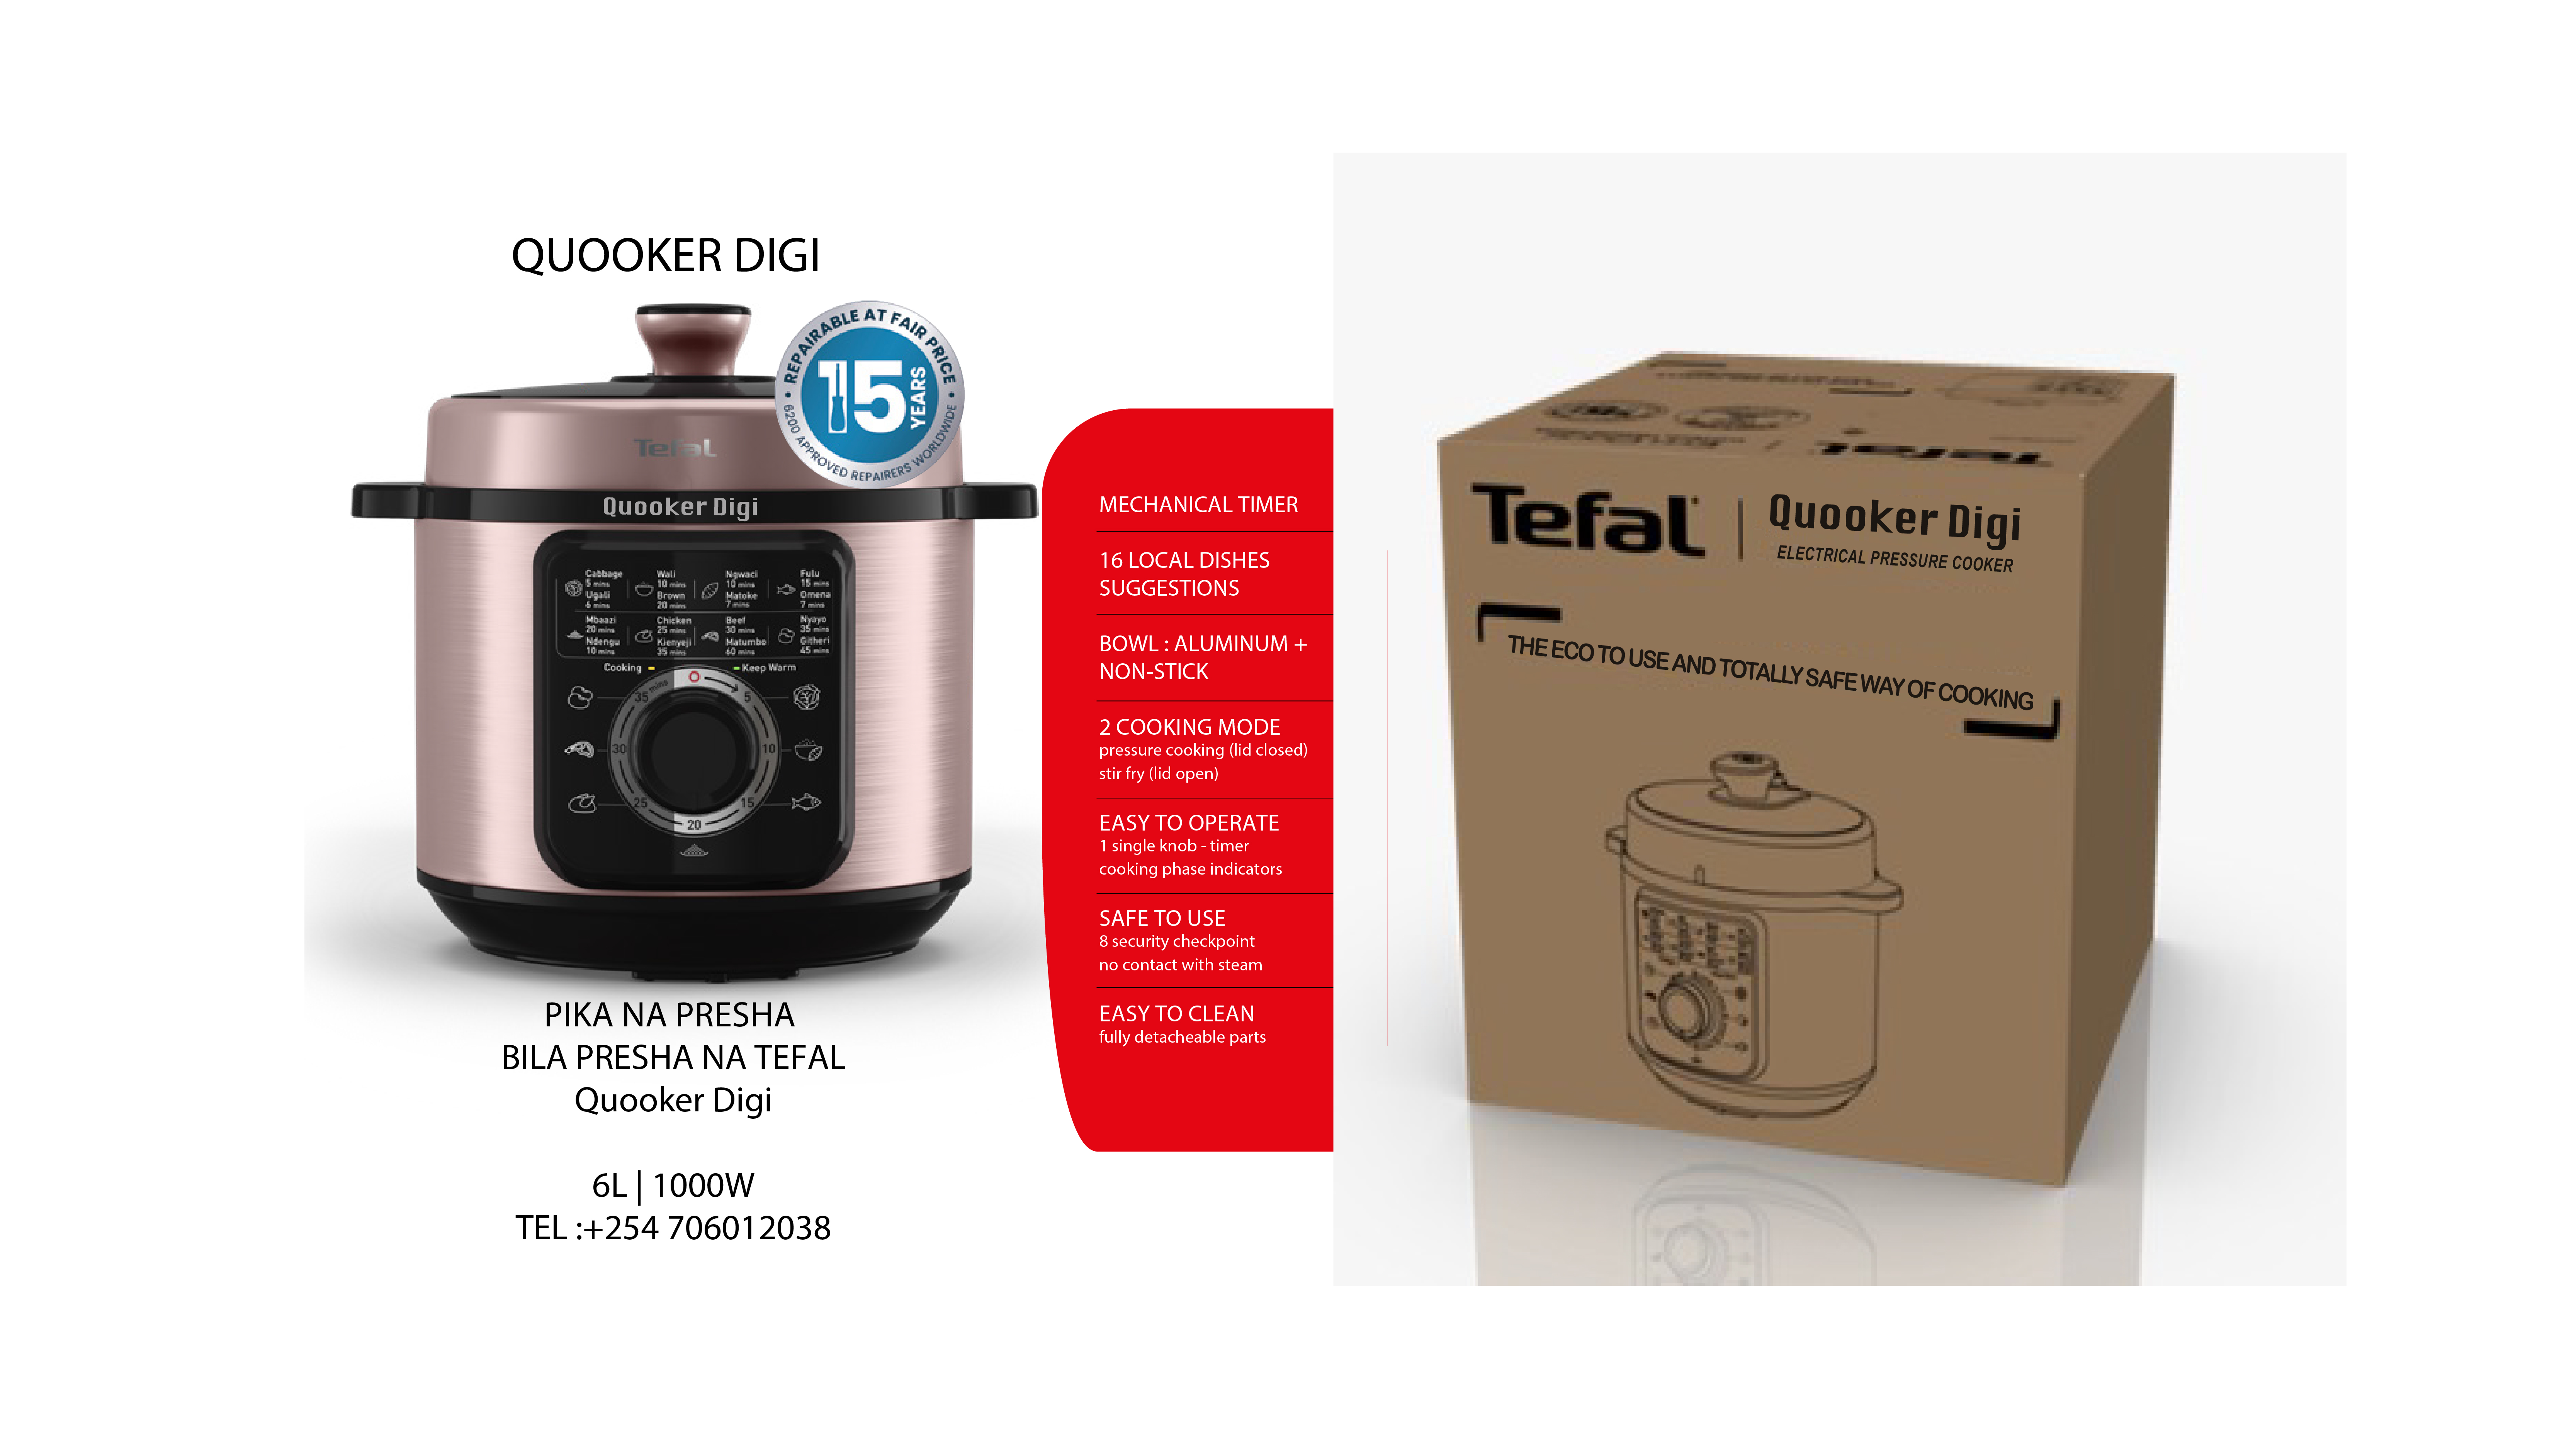 QUOOKER DIGI
REPAIRABLE AT FAIR PRICE
15
YEARS
6200 APPROVED REPAIRERS WORLDWIDE
Tefal
Quooker Digi
Cabbage
5 mins
Ugali
6 mins
Wali
10 mins
Brown
20 mins
Ngwaci
10 mins
Matoke
7 mins
Fulu
15 mins
Omena
7 mins
Mbaazi
20 mins
Ndengu
10 mins
Chicken
25 mins
Kienyeji
35 mins
Beef
30 mins
Matumbo
60 mins
Nyayo
35 mins
Githeri
45 mins
Cooking
Keep Warm
35 mins
5
30
10
25
15
20
PIKA NA PRESHA
BILA PRESHA NA TEFAL
Quooker Digi
6L | 1000W
TEL :+254 706012038
MECHANICAL TIMER
16 LOCAL DISHES
SUGGESTIONS
BOWL : ALUMINUM +
NON-STICK
2 COOKING MODE
pressure cooking (lid closed)
stir fry (lid open)
EASY TO OPERATE
1 single knob - timer
cooking phase indicators
SAFE TO USE
8 security checkpoint
no contact with steam
EASY TO CLEAN
fully detacheable parts
Tefal
Tefal | Quooker Digi
ELECTRICAL PRESSURE COOKER
THE ECO TO USE AND TOTALLY SAFE WAY OF COOKING